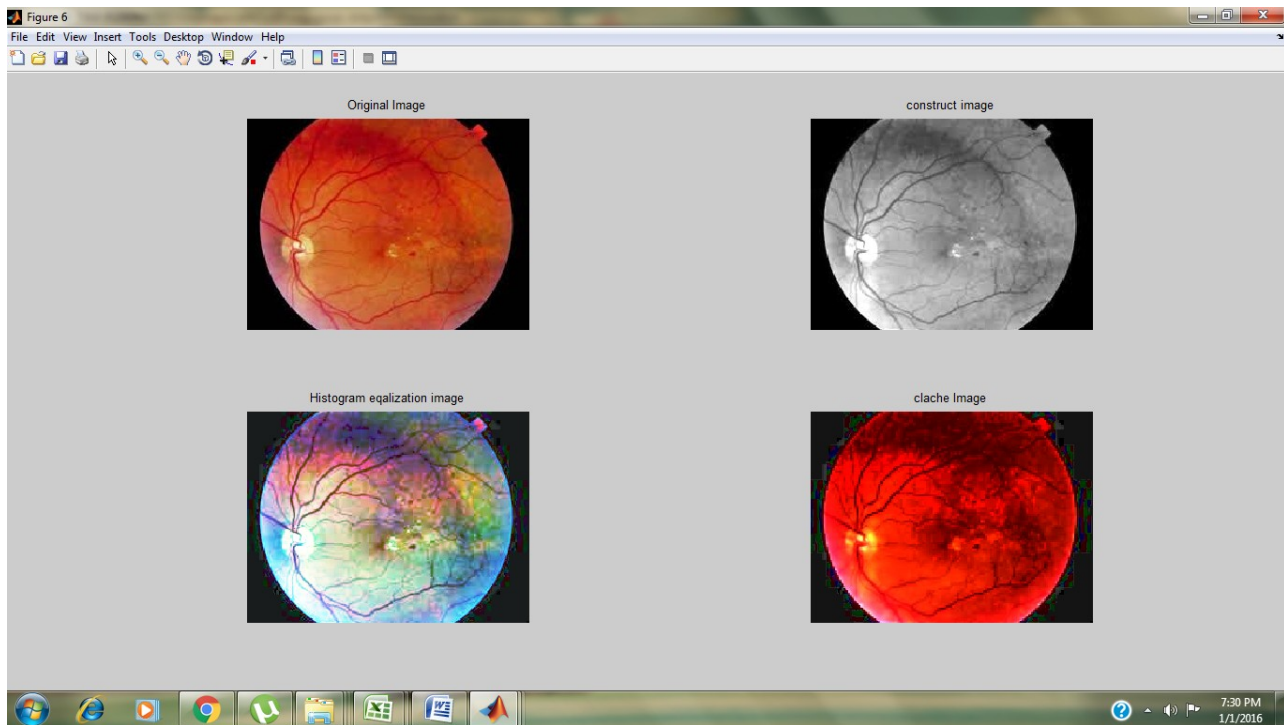 Figure 6
File Edit View Insert Tools Desktop Window Help
Original Image
construct image
Histogram eqalization image
clache Image
7:30 PM
1/1/2016